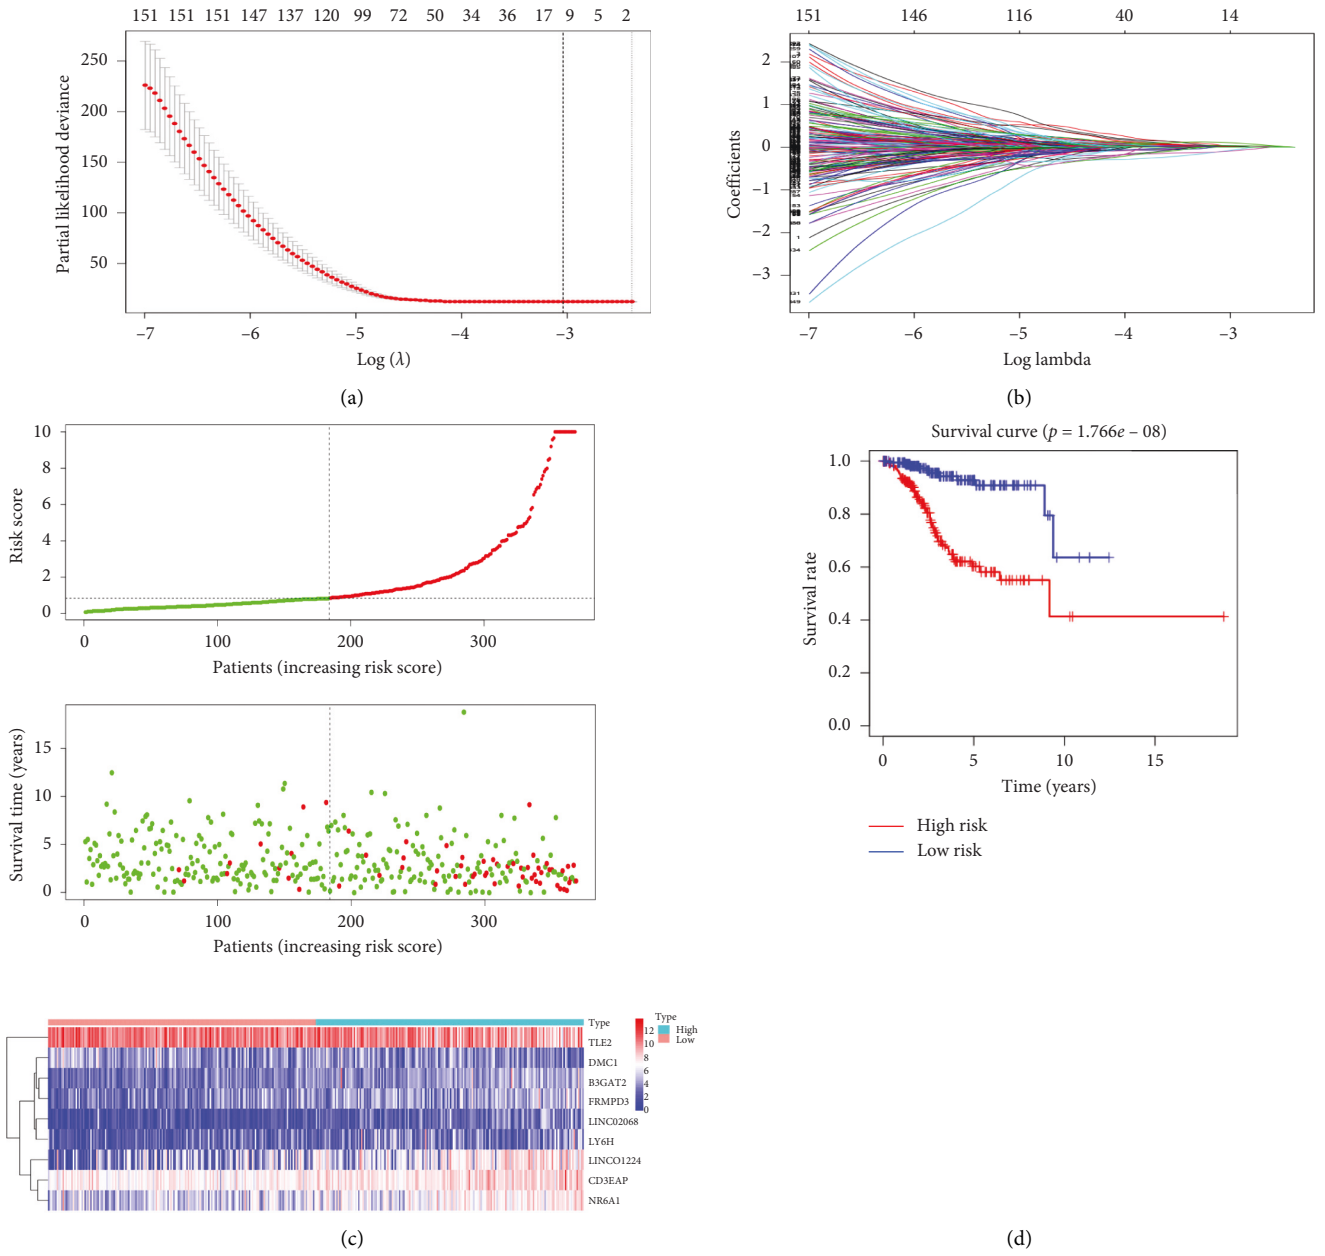 151 151 151 147 137 120 99 72 50 34 36 17 9 5 2
250
200
150
100
50
Partial likelihood deviance
−7 −6 −5 −4 −3
Log (λ)
(a)
151 146 116 40 14
2
1
0
−1
−2
−3
Coefficients
−7 −6 −5 −4 −3
Log lambda
(b)
10
8
6
4
2
0
Risk score
0 100 200 300
Patients (increasing risk score)
15
10
5
0
Survival time (years)
0 100 200 300
Patients (increasing risk score)
Type
TLE2
DMC1
B3GAT2
FRMPD3
LINC02068
LY6H
LINCO1224
CD3EAP
NR6A1
12
10
8
6
4
2
0
Type
High
Low
(c)
Survival curve (p = 1.766e − 08)
1.0
0.8
0.6
0.4
0.2
0.0
Survival rate
0 5 10 15
Time (years)
High risk
Low risk
(d)